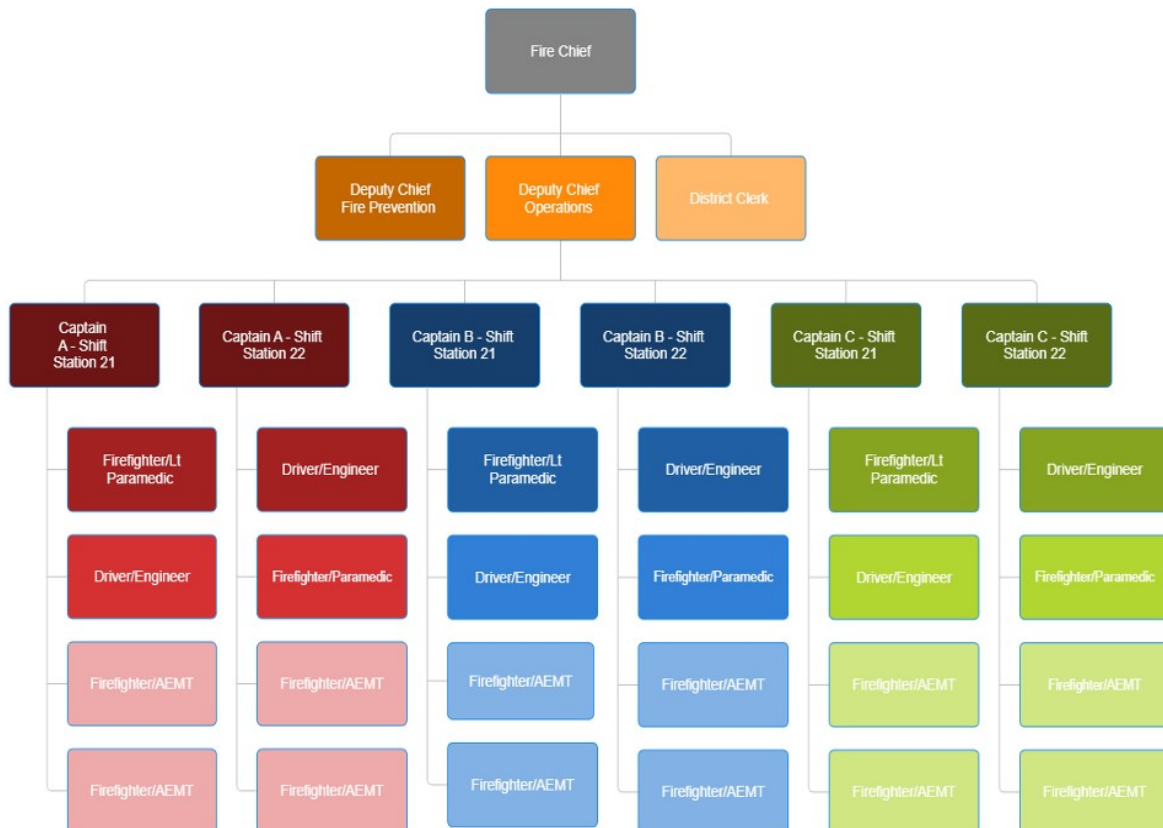 Fire Chief
Deputy Chief
Fire Prevention
Deputy Chief
Operations
District Clerk
Captain
A - Shift
Station 21
Captain A - Shift
Station 22
Captain B - Shift
Station 21
Captain B - Shift
Station 22
Captain C - Shift
Station 21
Captain C - Shift
Station 22
Firefighter/Lt
Paramedic
Driver/Engineer
Firefighter/Lt
Paramedic
Driver/Engineer
Firefighter/Lt
Paramedic
Driver/Engineer
Driver/Engineer
Firefighter/Paramedic
Driver/Engineer
Firefighter/Paramedic
Driver/Engineer
Firefighter/Paramedic
Firefighter/AEMT
Firefighter/AEMT
Firefighter/AEMT
Firefighter/AEMT
Firefighter/AEMT
Firefighter/AEMT
Firefighter/AEMT
Firefighter/AEMT
Firefighter/AEMT
Firefighter/AEMT
Firefighter/AEMT
Firefighter/AEMT